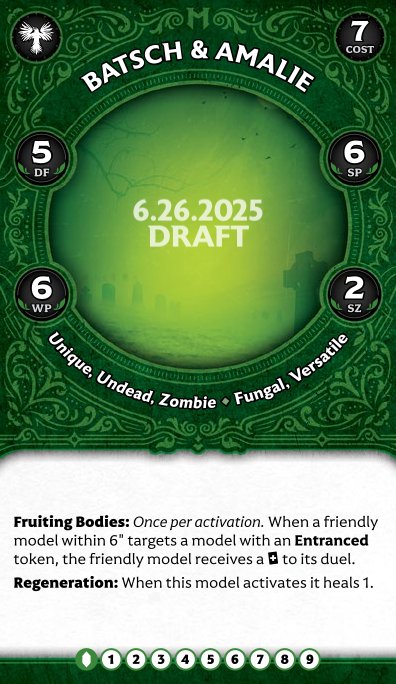 7
COST
BATSCH & AMALIE
5
DF
6
SP
6.26.2025
DRAFT
6
WP
2
SZ
Unique, Undead, Zombie • Fungal, Versatile
Fruiting Bodies: Once per activation. When a friendly
model within 6" targets a model with an Entranced
token, the friendly model receives a + to its duel.
Regeneration: When this model activates it heals 1.
1 2 3 4 5 6 7 8 9